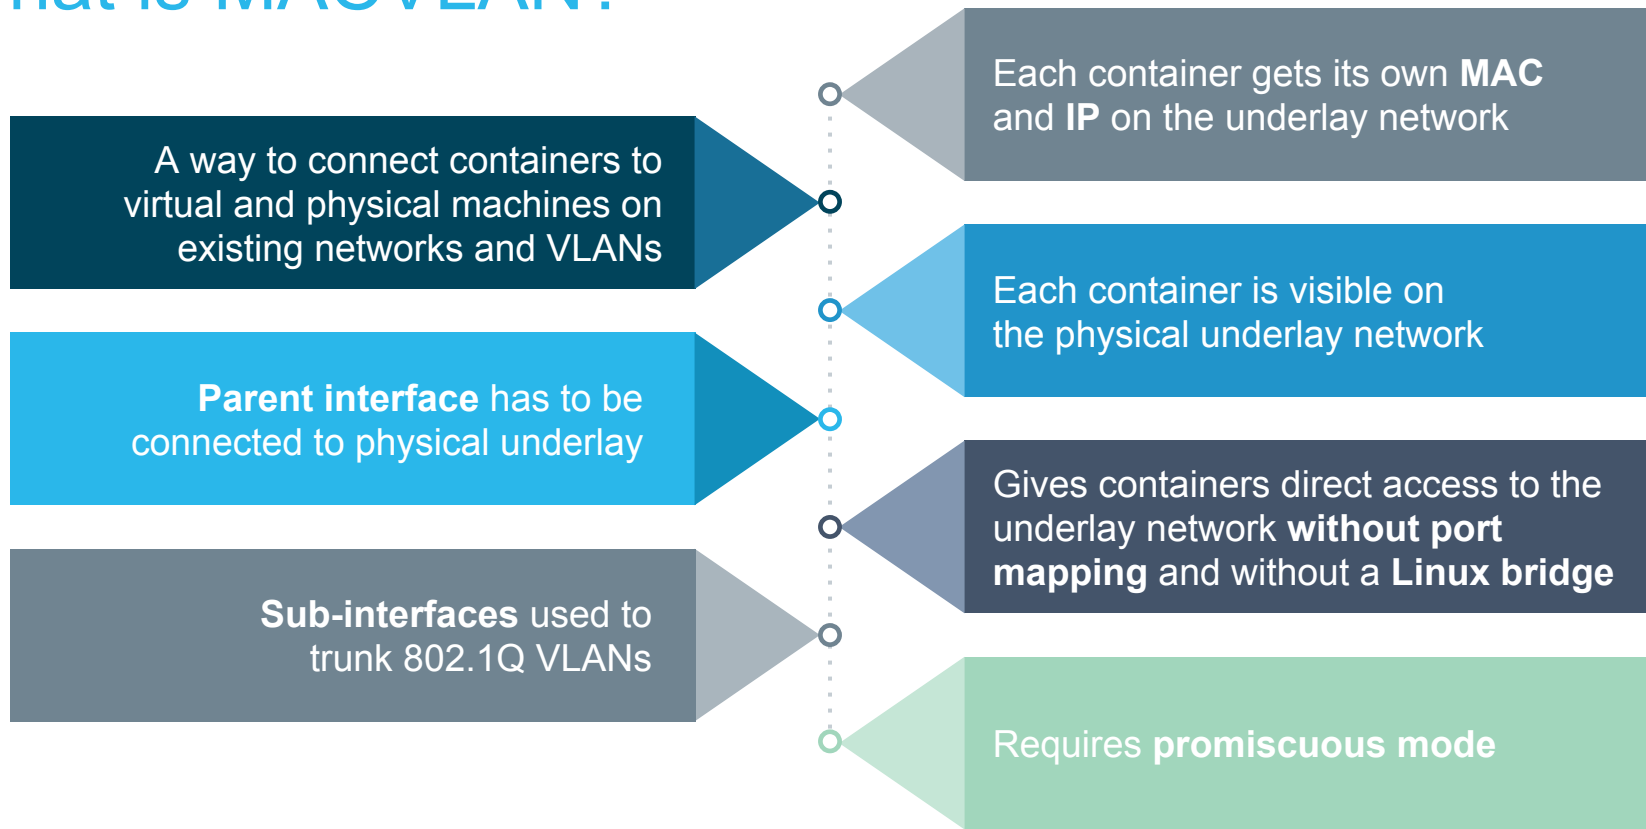 hat is MACVLAN?
Each container gets its own MAC
and IP on the underlay network
A way to connect containers to
virtual and physical machines on
existing networks and VLANs
Each container is visible on
the physical underlay network
Parent interface has to be
connected to physical underlay
Gives containers direct access to the
underlay network without port
mapping and without a Linux bridge
Sub-interfaces used to
trunk 802.1Q VLANs
Requires promiscuous mode